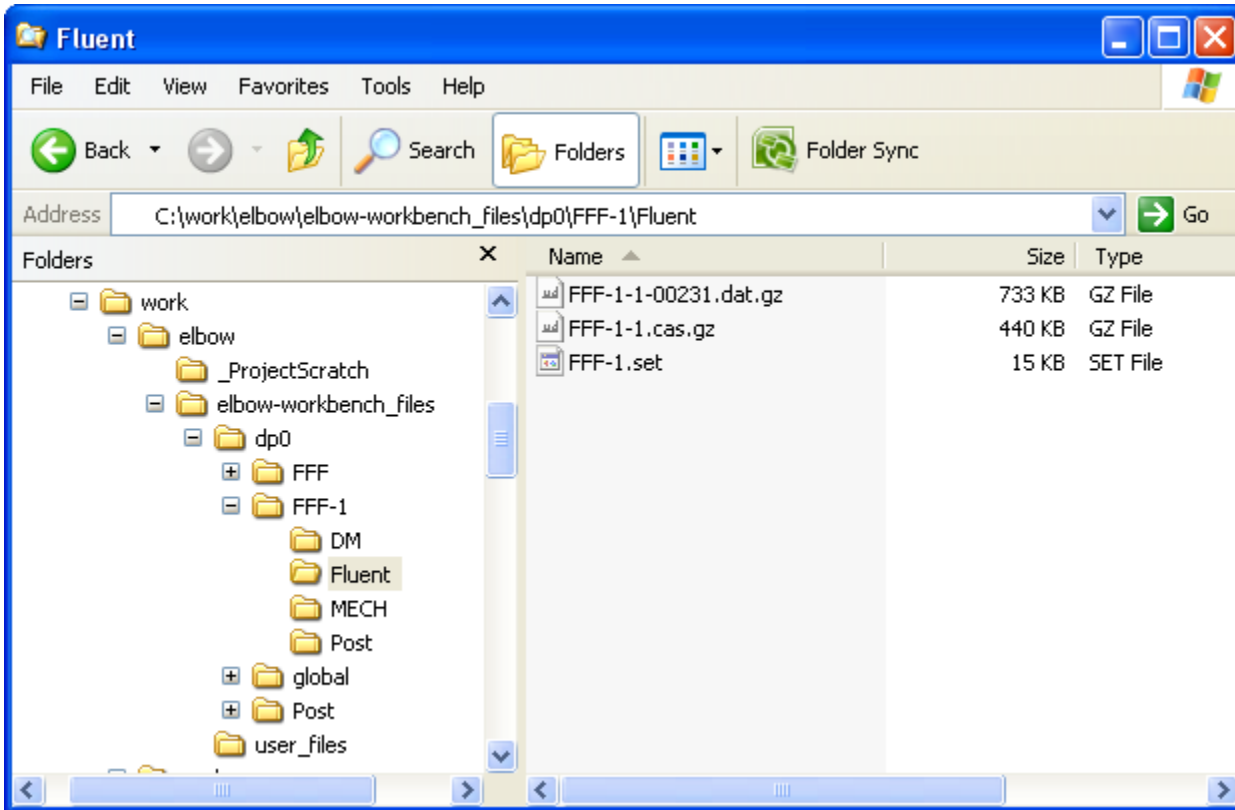 Fluent
File Edit View Favorites Tools Help
Back Search Folders Folder Sync
Address C:\work\elbow\elbow-workbench_files\dp0\FFF-1\Fluent Go
Folders
work
elbow
_ProjectScratch
elbow-workbench_files
dp0
FFF
FFF-1
DM
Fluent
MECH
Post
global
Post
user_files
Name Size Type
FFF-1-1-00231.dat.gz 733 KB GZ File
FFF-1-1.cas.gz 440 KB GZ File
FFF-1.set 15 KB SET File